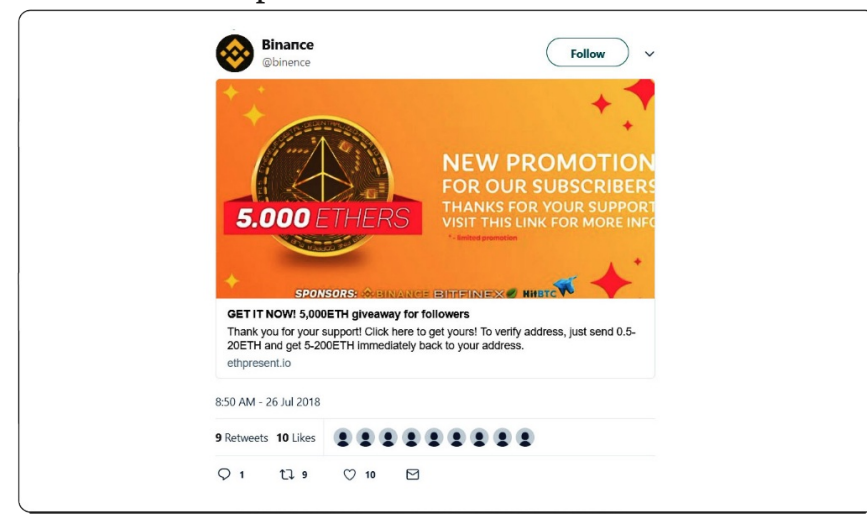 Binance
@binence
Follow
NEW PROMOTION
FOR OUR SUBSCRIBERS
THANKS FOR YOUR SUPPORT
VISIT THIS LINK FOR MORE INFO
* - limited promotion
5.000 ETHERS
SPONSORS: BINANCE BITFINEX HitBTC
GET IT NOW! 5,000ETH giveaway for followers
Thank you for your support! Click here to get yours! To verify address, just send 0.5-
20ETH and get 5-200ETH immediately back to your address.
ethpresent.io
8:50 AM - 26 Jul 2018
9 Retweets 10 Likes
1 9 10